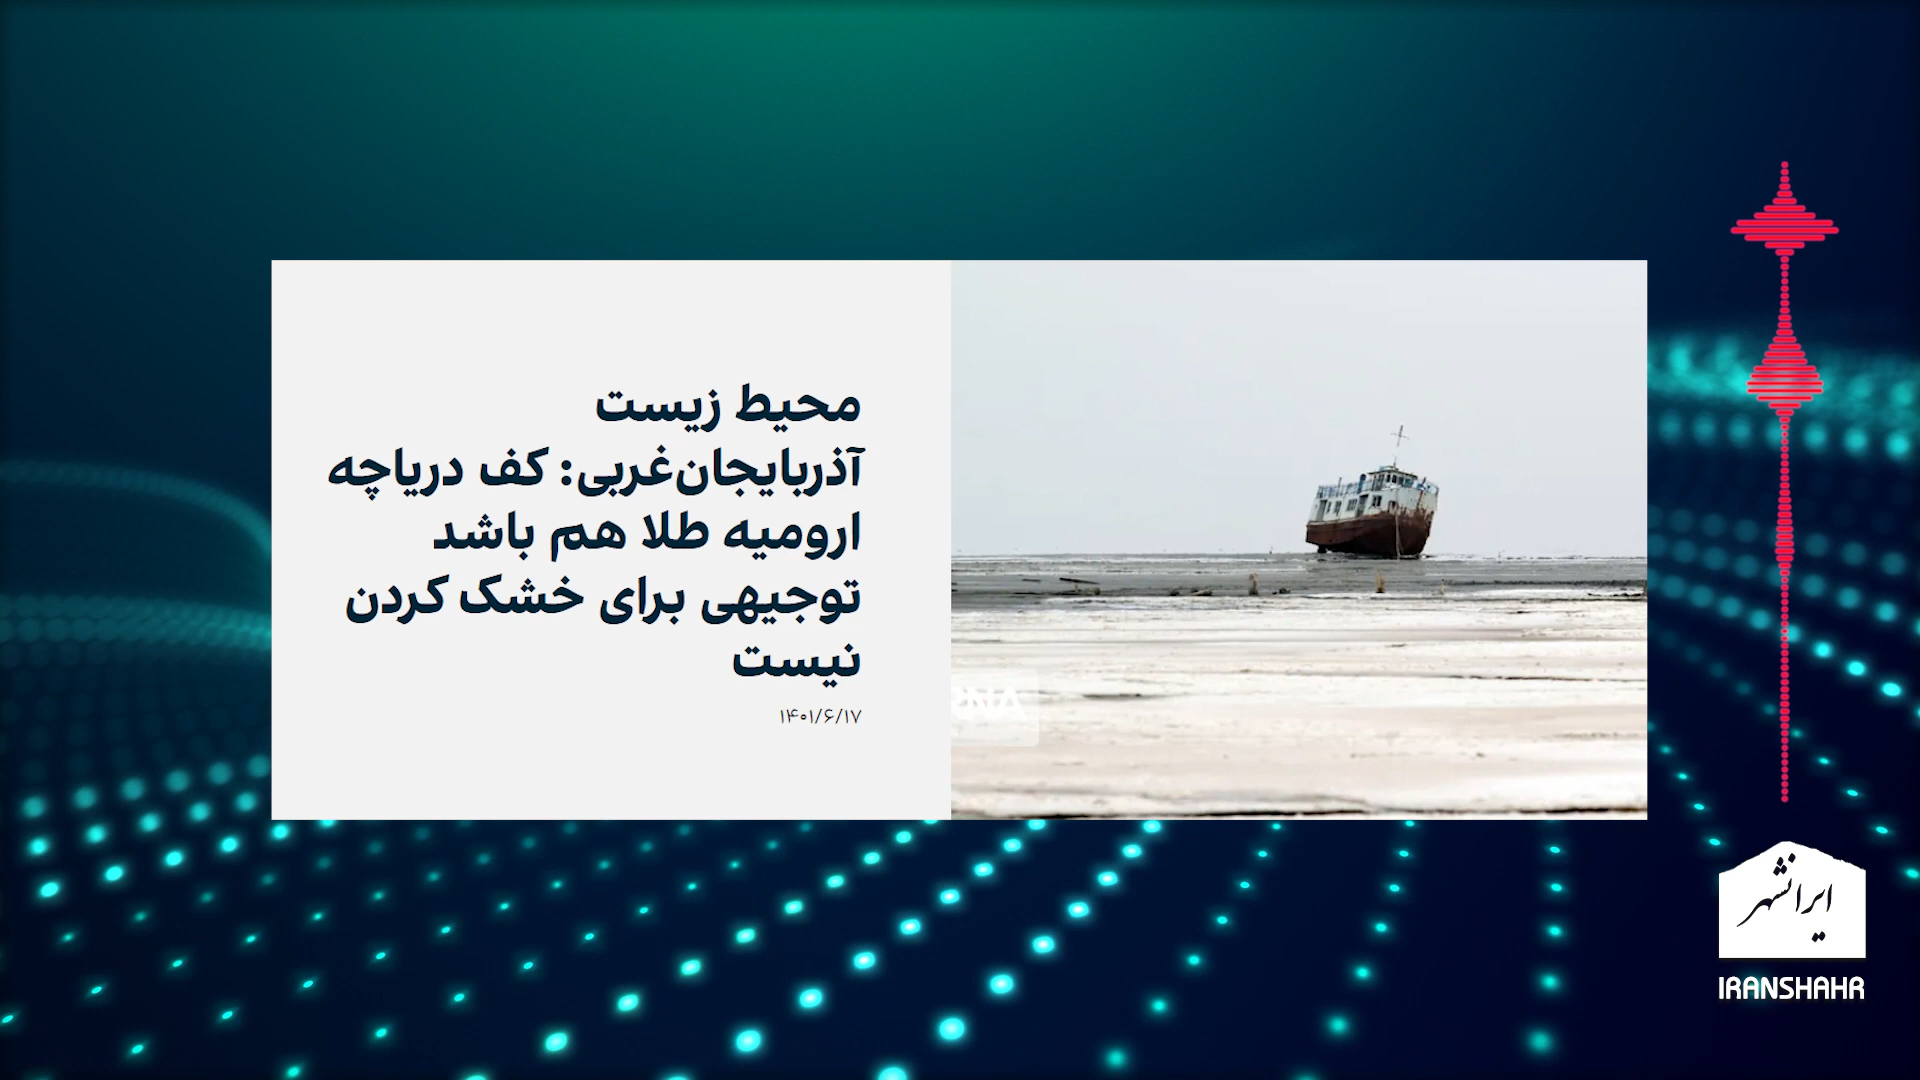 محیط زیست
آذربایجان‌غربی: کف دریاچه
ارومیه طلا هم باشد
توجیهی برای خشک کردن
نیست
۱۴۰۱/۶/۱۷
ایرانشهر
IRANSHAHR